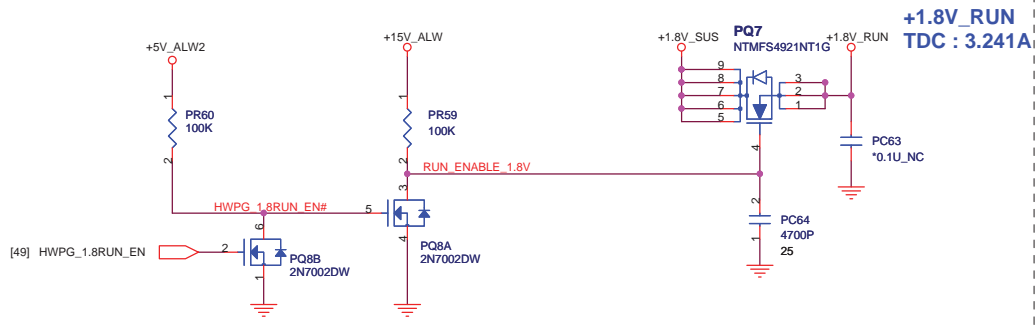 +1.8V_RUN
TDC : 3.241A
+5V_ALW2
+15V_ALW
+1.8V_SUS
PQ7
NTMFS4921NT1G
+1.8V_RUN
9
8
7
6
5
3
2
1
4
1
PR60
100K
2
1
PR59
100K
2
RUN_ENABLE_1.8V
PC63
*0.1U_NC
HWPG_1.8RUN_EN#
5
3
4
PQ8A
2N7002DW
2
PC64
4700P
1
25
[49] HWPG_1.8RUN_EN
2
6
1
PQ8B
2N7002DW